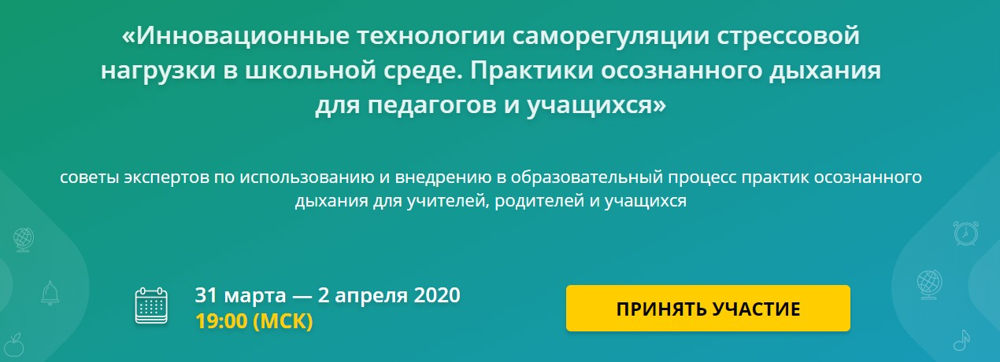 «Инновационные технологии саморегуляции стрессовой
нагрузки в школьной среде. Практики осознанного дыхания
для педагогов и учащихся»
советы экспертов по использованию и внедрению в образовательный процесс практик осознанного
дыхания для учителей, родителей и учащихся
31 марта — 2 апреля 2020
19:00 (МСК)
ПРИНЯТЬ УЧАСТИЕ